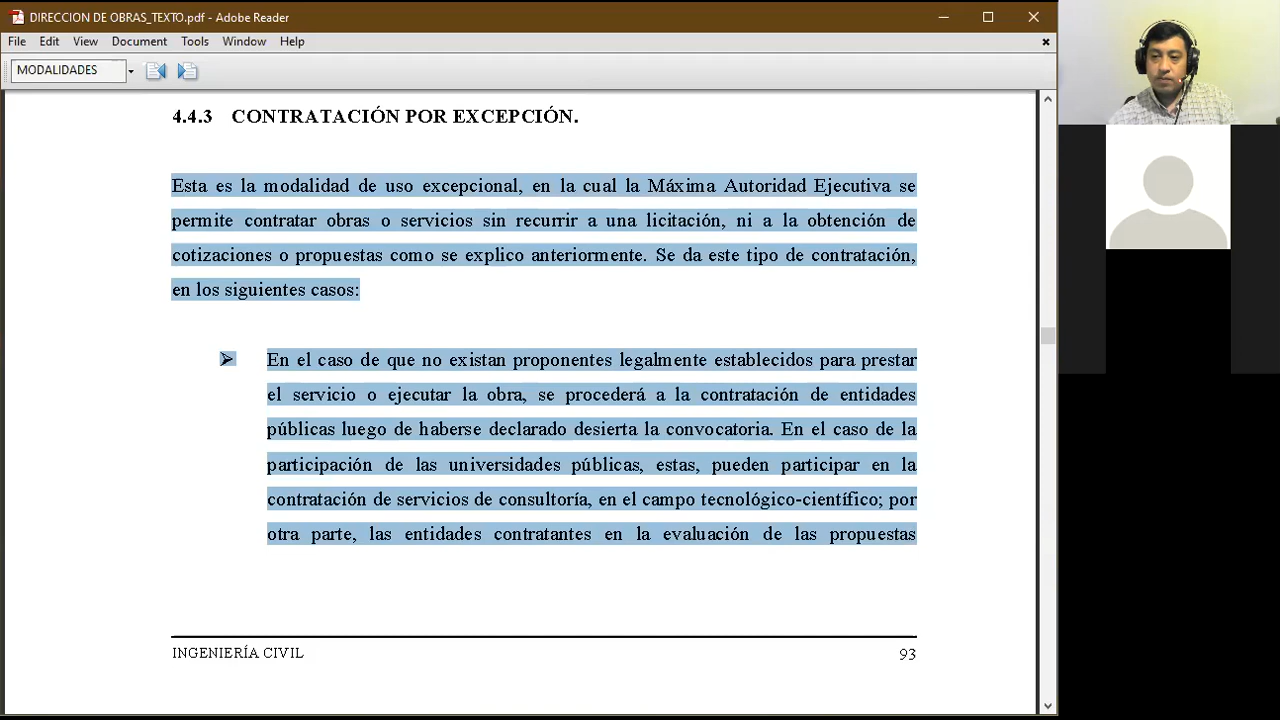 DIRECCION DE OBRAS_TEXTO.pdf - Adobe Reader
File Edit View Document Tools Window Help
MODALIDADES
4.4.3 CONTRATACIÓN POR EXCEPCIÓN.
Esta es la modalidad de uso excepcional, en la cual la Máxima Autoridad Ejecutiva se
permite contratar obras o servicios sin recurrir a una licitación, ni a la obtención de
cotizaciones o propuestas como se explico anteriormente. Se da este tipo de contratación,
en los siguientes casos:
➢ En el caso de que no existan proponentes legalmente establecidos para prestar
el servicio o ejecutar la obra, se procederá a la contratación de entidades
públicas luego de haberse declarado desierta la convocatoria. En el caso de la
participación de las universidades públicas, estas, pueden participar en la
contratación de servicios de consultoría, en el campo tecnológico-científico; por
otra parte, las entidades contratantes en la evaluación de las propuestas
INGENIERÍA CIVIL 93